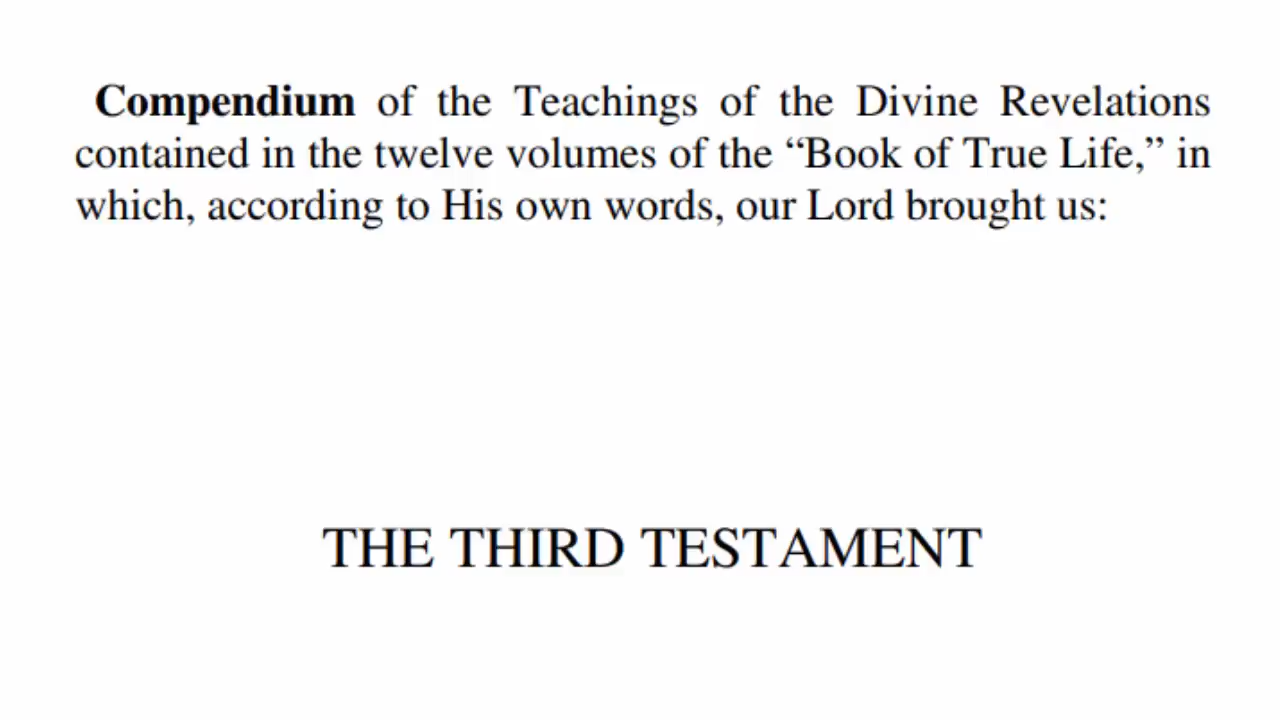 Compendium of the Teachings of the Divine Revelations
contained in the twelve volumes of the “Book of True Life,” in
which, according to His own words, our Lord brought us:
THE THIRD TESTAMENT